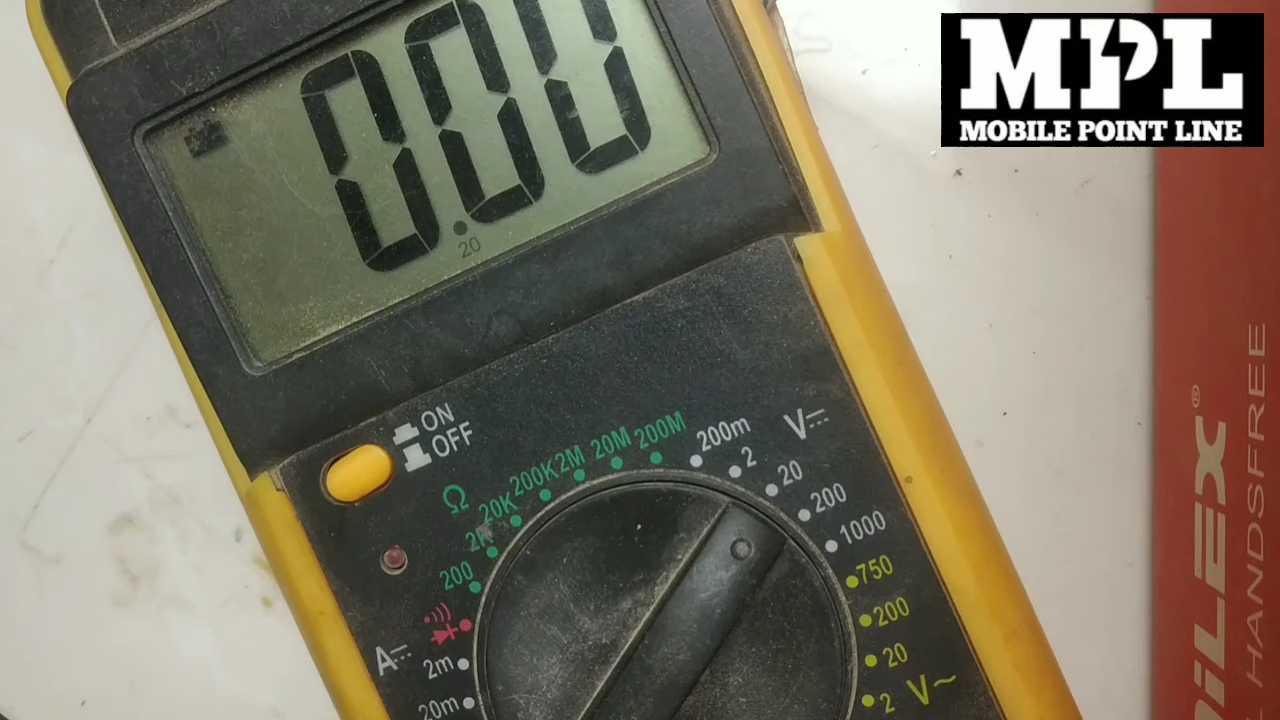 MPL
MOBILE POINT LINE
0.00
20
ON
OFF
Ω
200
2K
20K
200K
2M
20M
200M
200m
2
20
200
1000
V⎓
750
200
20
2
V~
A⎓
2m
20m
HANDSFREE